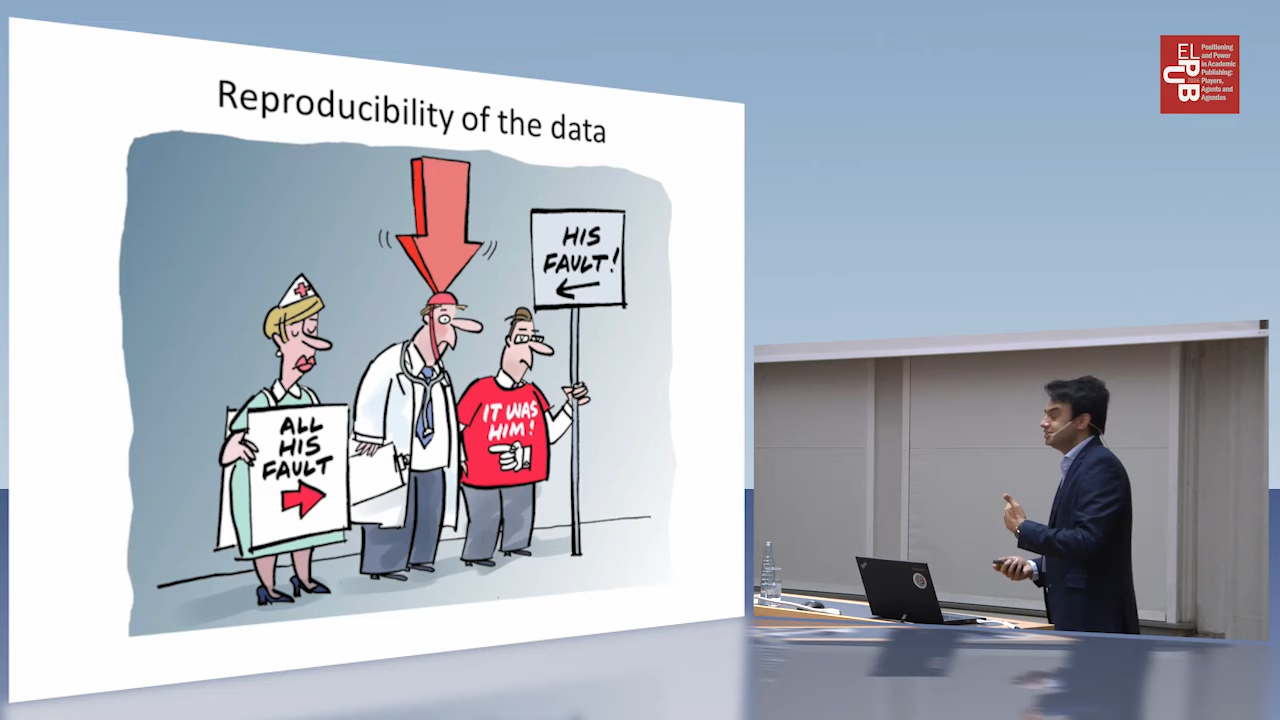 Reproducibility of the data
HIS
FAULT!
IT WAS
HIM!
ALL
HIS
FAULT
EL
PUB
2016
Positioning
and Power
in Academic
Publishing:
Players,
Agents and
Agendas